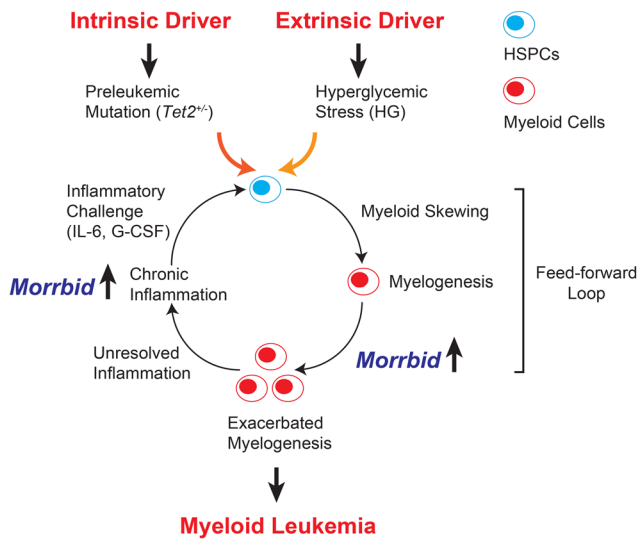 Intrinsic Driver
Extrinsic Driver
HSPCs
Myeloid Cells
Preleukemic
Mutation (Tet2+/-)
Hyperglycemic
Stress (HG)
Inflammatory
Challenge
(IL-6, G-CSF)
Myeloid Skewing
Morrbid
Chronic
Inflammation
Myelogenesis
Feed-forward
Loop
Unresolved
Inflammation
Morrbid
Exacerbated
Myelogenesis
Myeloid Leukemia